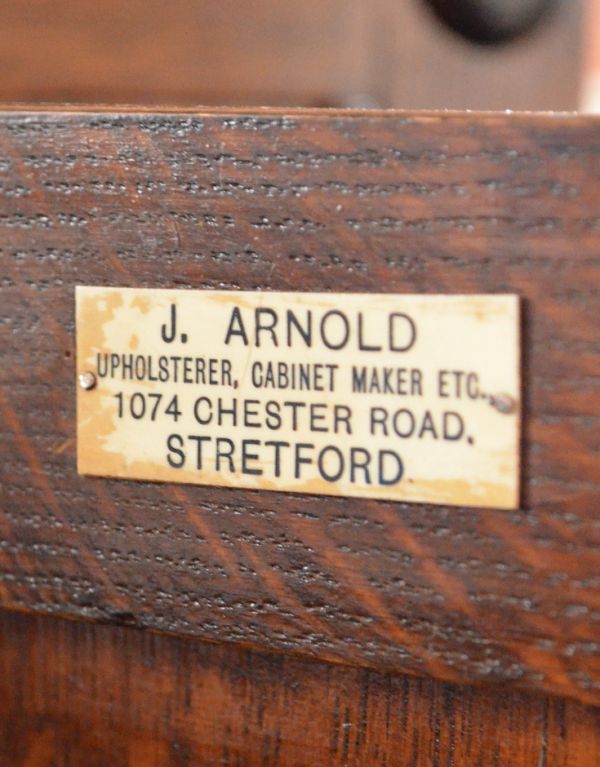 J. ARNOLD
UPHOLSTERER, CABINET MAKER ETC.,
1074 CHESTER ROAD.
STRETFORD.